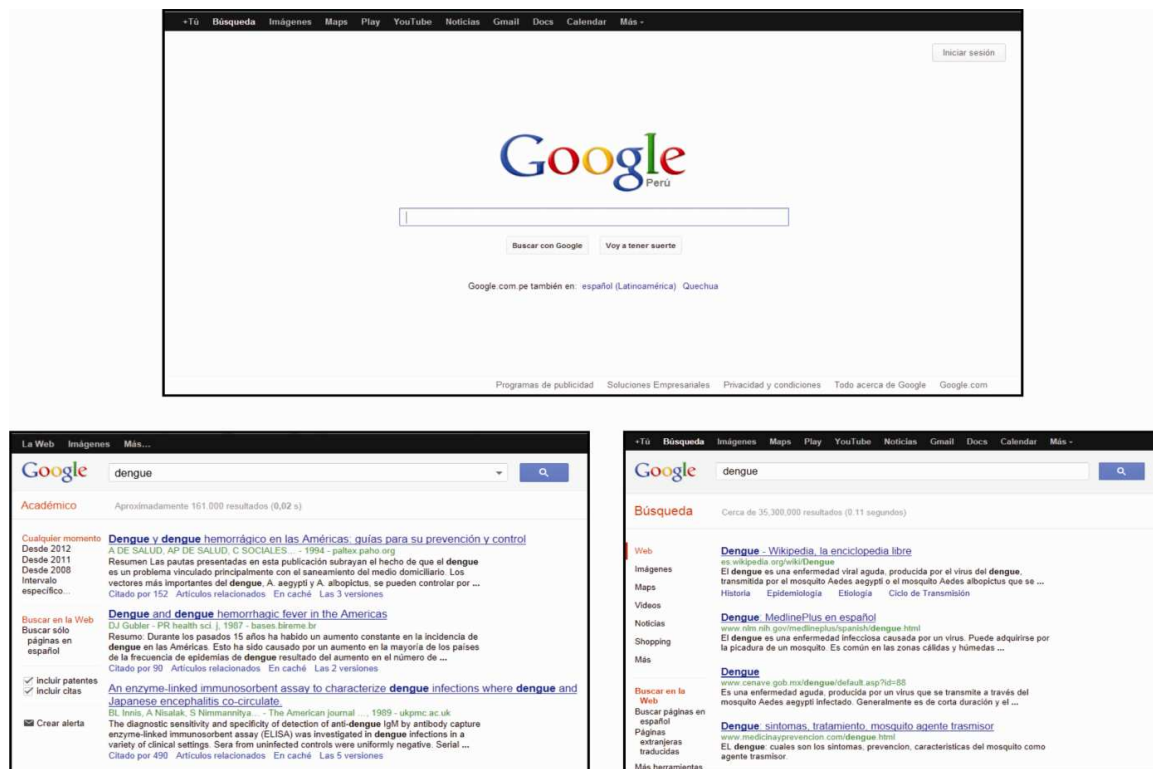 +Tú Búsqueda Imágenes Maps Play YouTube Noticias Gmail Docs Calendar Más
Iniciar sesión
Google
Perú
Buscar con Google Voy a tener suerte
Google.com.pe también en: español (Latinoamérica) Quechua
Programas de publicidad Soluciones Empresariales Privacidad y condiciones Todo acerca de Google Google.com
La Web Imágenes Más...
Google dengue
Académico Aproximadamente 161.000 resultados (0,02 s)
Cualquier momento
Desde 2012
Desde 2011
Desde 2008
Intervalo
específico...
Buscar en la Web
Buscar sólo
páginas en
español
incluir patentes
incluir citas
Crear alerta
Dengue y dengue hemorrágico en las Américas: guías para su prevención y control
A DE SALUD, AP DE SALUD, C SOCIALES... - 1994 - paltex.paho.org
Resumen Las pautas presentadas en esta publicación subrayan el hecho de que el dengue
es un problema vinculado principalmente con el saneamiento del medio domiciliario. Los
vectores más importantes del dengue, A. aegypti y A. albopictus, se pueden controlar por ...
Citado por 152 Artículos relacionados En caché Las 3 versiones
Dengue and dengue hemorrhagic fever in the Americas
DJ Gubler - PR health sci. j, 1987 - bases.bireme.br
Resumo: Durante los pasados 15 años ha habido un aumento constante en la incidencia de
dengue en las Américas. Esto ha sido causado por un aumento en la mayoría de los países
de la frecuencia de epidemias de dengue resultado del aumento en el número de ...
Citado por 90 Artículos relacionados En caché Las 2 versiones
An enzyme-linked immunosorbent assay to characterize dengue infections where dengue and
Japanese encephalitis co-circulate.
BL Innis, A Nisalak, S Nimmannitya... - The American journal ..., 1989 - ukpmc.ac.uk
The diagnostic sensitivity and specificity of detection of anti-dengue IgM by antibody capture
enzyme-linked immunosorbent assay (ELISA) was investigated in dengue infections in a
variety of clinical settings. Sera from uninfected controls were uniformly negative. Serial ...
Citado por 490 Artículos relacionados En caché Las 5 versiones
+Tú Búsqueda Imágenes Maps Play YouTube Noticias Gmail Docs Calendar Más
Google dengue
Búsqueda Cerca de 35,300,000 resultados (0.11 segundos)
Web
Imágenes
Maps
Videos
Noticias
Shopping
Más
Buscar en la
Web
Buscar páginas en
español
Páginas
extranjeras
traducidas
Más herramientas
Dengue - Wikipedia, la enciclopedia libre
es.wikipedia.org/wiki/Dengue
El dengue es una enfermedad viral aguda, producida por el virus del dengue,
transmitida por el mosquito Aedes aegypti o el mosquito Aedes albopictus que se ...
Historia Epidemiología Etiología Ciclo de Transmisión
Dengue: MedlinePlus en español
www.nlm.nih.gov/medlineplus/spanish/dengue.html
El dengue es una enfermedad infecciosa causada por un virus. Puede adquirirse por
la picadura de un mosquito. Es común en las zonas cálidas y húmedas ...
Dengue
www.cenave.gob.mx/dengue/default.asp?id=88
Es una enfermedad aguda, producida por un virus que se transmite a través del
mosquito Aedes aegypti infectado. Generalmente es de corta duración y el ...
Dengue: sintomas, tratamiento, mosquito agente trasmisor
www.medicinayprevencion.com/dengue.html
EL dengue: cuales son los sintomas, prevencion, caracteristicas del mosquito como
agente trasmisor.